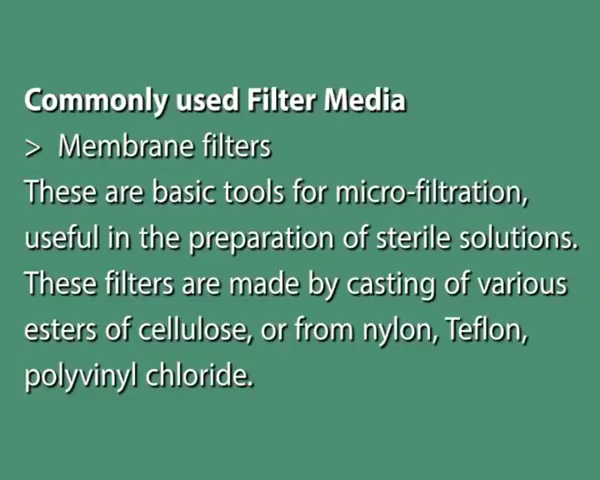 Commonly used Filter Media
> Membrane filters
These are basic tools for micro-filtration,
useful in the preparation of sterile solutions.
These filters are made by casting of various
esters of cellulose, or from nylon, Teflon,
polyvinyl chloride.